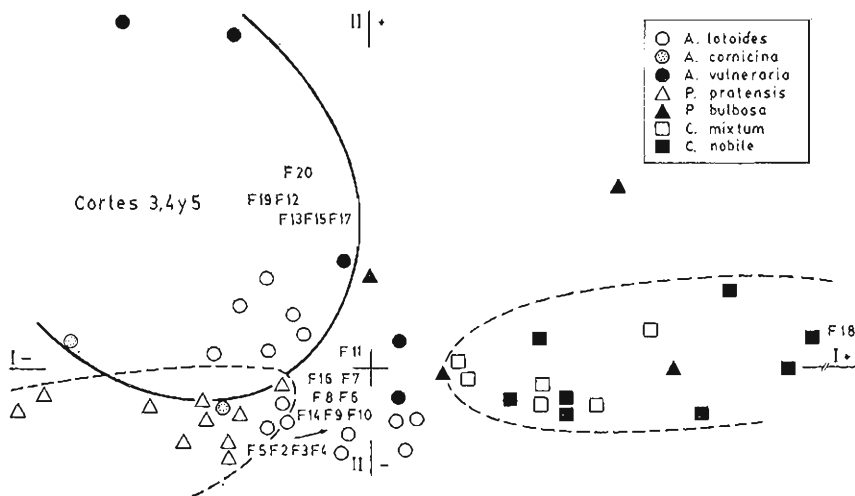 II +
A. lotoides
A. cornicina
A. vulneraria
P. pratensis
P. bulbosa
C. mixtum
C. nobile
F20
F19 F12
F13 F15 F17
Cortes 3,4 y 5
F18
F11
I -
I +
F16 F7
F8 F6
F14 F9 F10
F5 F2 F3 F4
II -